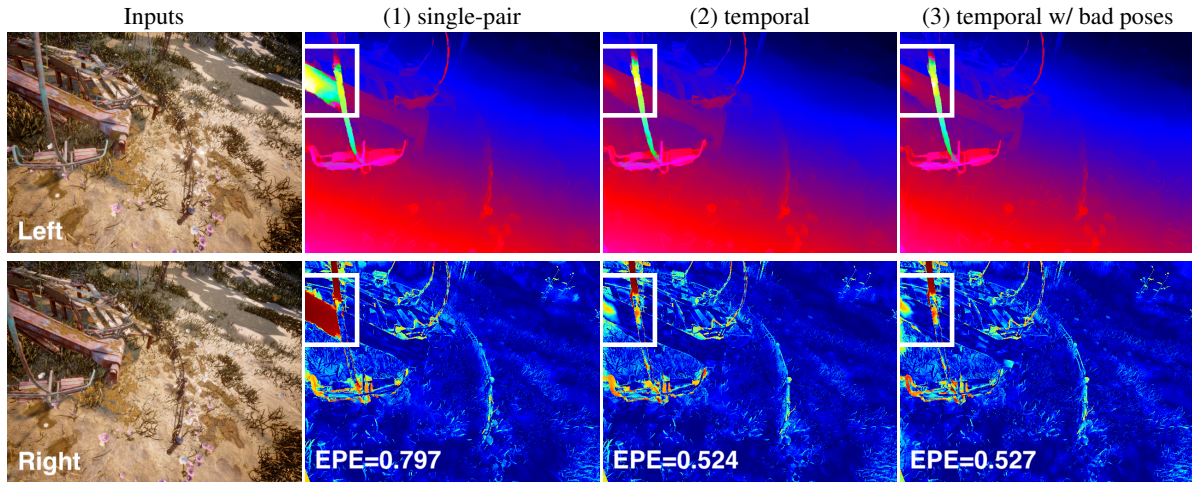 Inputs
(1) single-pair
(2) temporal
(3) temporal w/ bad poses
Left
Right
EPE=0.797
EPE=0.524
EPE=0.527